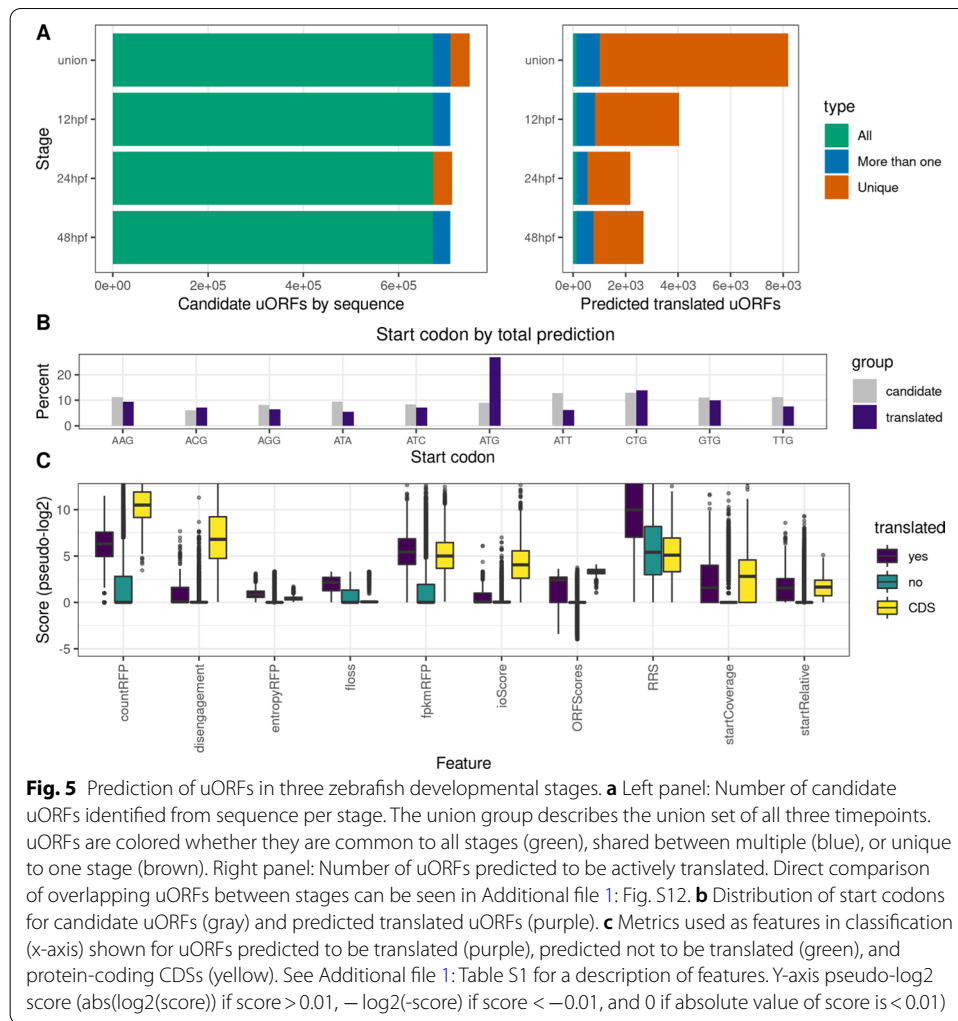 A
Stage
union
12hpf
24hpf
48hpf
0e+00 2e+05 4e+05 6e+05
Candidate uORFs by sequence
0e+00 2e+03 4e+03 6e+03 8e+03
Predicted translated uORFs
type
All
More than one
Unique
B
Start codon by total prediction
Percent
20
10
0
AAG ACG AGG ATA ATC ATG ATT CTG GTG TTG
Start codon
group
candidate
translated
C
Score (pseudo-log2)
10
5
0
-5
countRFP
disengagement
entropyRFP
floss
fpkmRFP
ioScore
ORFScores
RRS
startCoverage
startRelative
Feature
translated
yes
no
CDS
Fig. 5 Prediction of uORFs in three zebrafish developmental stages. a Left panel: Number of candidate
uORFs identified from sequence per stage. The union group describes the union set of all three timepoints.
uORFs are colored whether they are common to all stages (green), shared between multiple (blue), or unique
to one stage (brown). Right panel: Number of uORFs predicted to be actively translated. Direct comparison
of overlapping uORFs between stages can be seen in Additional file 1: Fig. S12. b Distribution of start codons
for candidate uORFs (gray) and predicted translated uORFs (purple). c Metrics used as features in classification
(x-axis) shown for uORFs predicted to be translated (purple), predicted not to be translated (green), and
protein-coding CDSs (yellow). See Additional file 1: Table S1 for a description of features. Y-axis pseudo-log2
score (abs(log2(score)) if score > 0.01, − log2(-score) if score < −0.01, and 0 if absolute value of score is < 0.01)